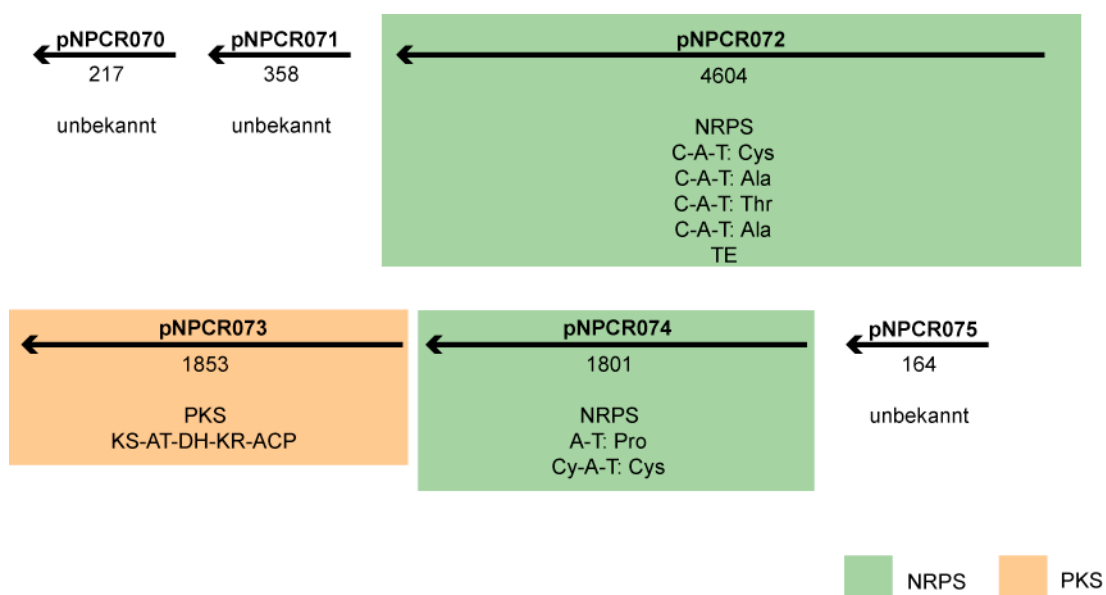 pNPCR070
217
unbekannt
pNPCR071
358
unbekannt
pNPCR072
4604
NRPS
C-A-T: Cys
C-A-T: Ala
C-A-T: Thr
C-A-T: Ala
TE
pNPCR073
1853
PKS
KS-AT-DH-KR-ACP
pNPCR074
1801
NRPS
A-T: Pro
Cy-A-T: Cys
pNPCR075
164
unbekannt
NRPS
PKS